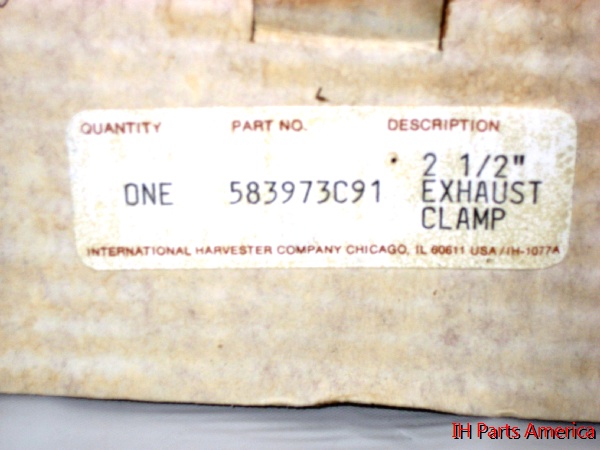 QUANTITY PART NO. DESCRIPTION
ONE 583973C91 2 1/2"
EXHAUST
CLAMP
INTERNATIONAL HARVESTER COMPANY CHICAGO, IL 60611 USA/IH-1077A
IH Parts America